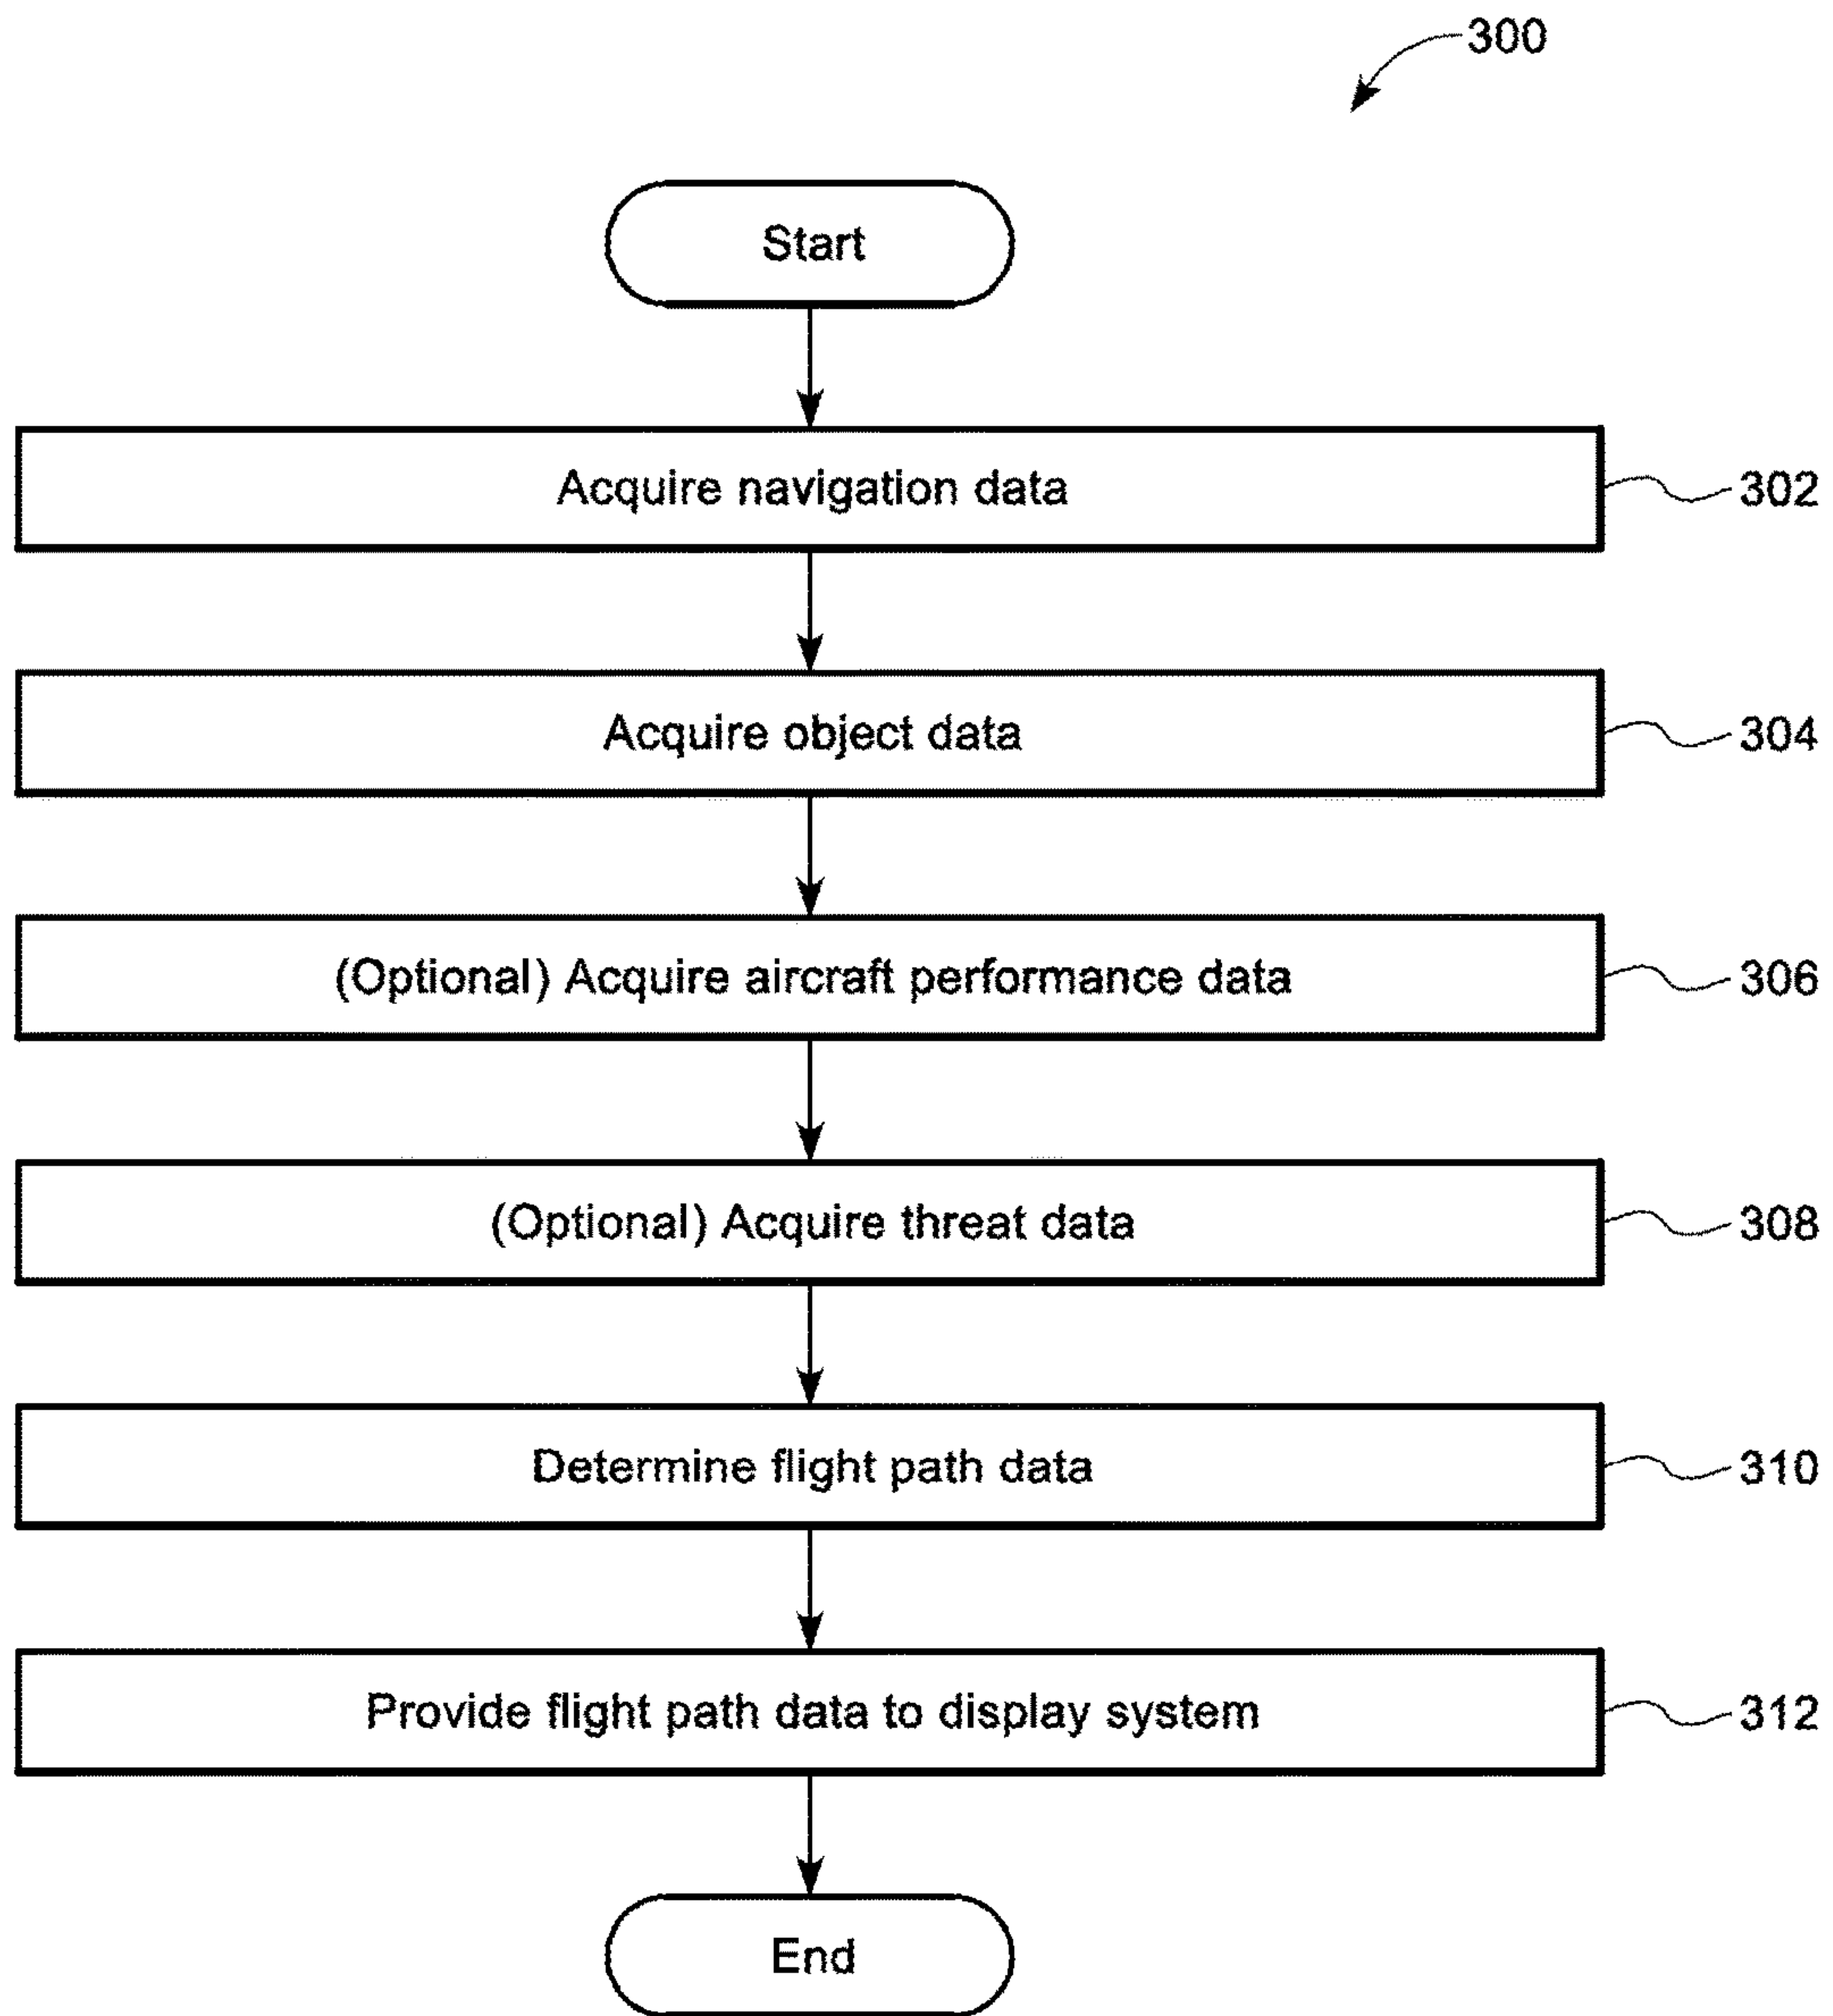 300
Start
Acquire navigation data
302
Acquire object data
304
(Optional) Acquire aircraft performance data
306
(Optional) Acquire threat data
308
Determine flight path data
310
Provide flight path data to display system
312
End